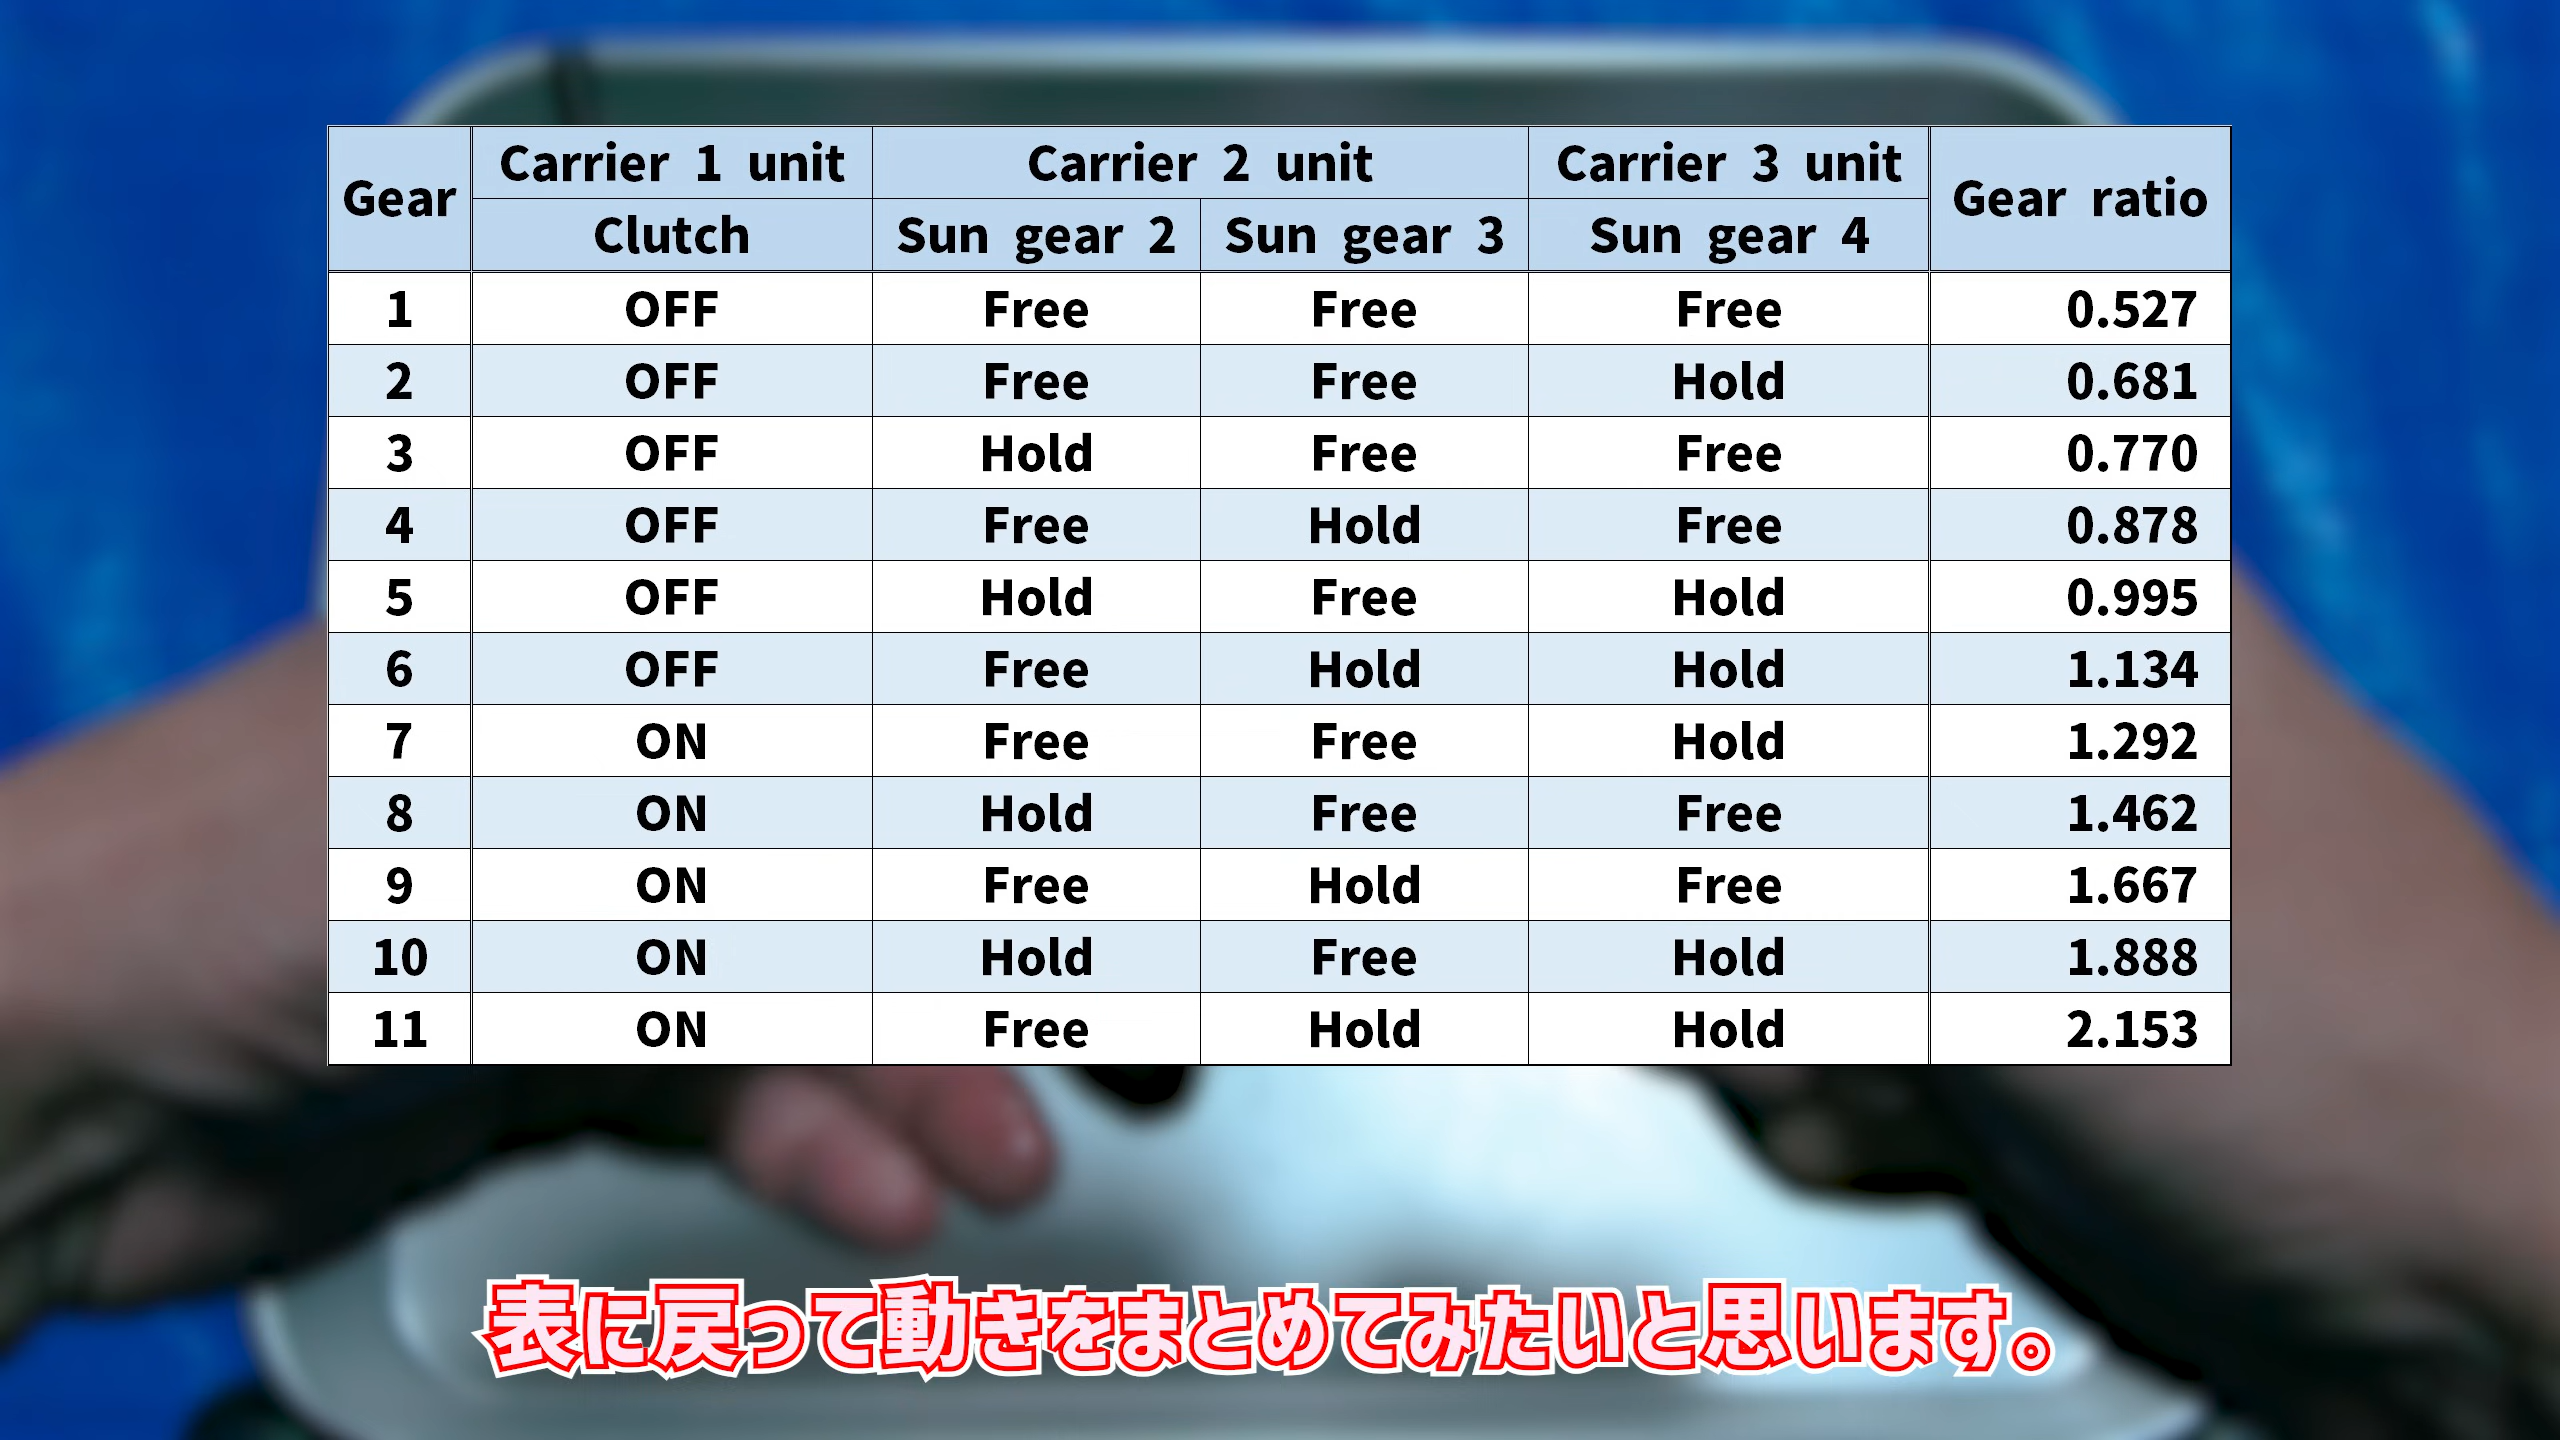 Gear Carrier 1 unit Carrier 2 unit Carrier 3 unit Gear ratio
Clutch Sun gear 2 Sun gear 3 Sun gear 4
1 OFF Free Free Free 0.527
2 OFF Free Free Hold 0.681
3 OFF Hold Free Free 0.770
4 OFF Free Hold Free 0.878
5 OFF Hold Free Hold 0.995
6 OFF Free Hold Hold 1.134
7 ON Free Free Hold 1.292
8 ON Hold Free Free 1.462
9 ON Free Hold Free 1.667
10 ON Hold Free Hold 1.888
11 ON Free Hold Hold 2.153
表に戻って動きをまとめてみたいと思います。